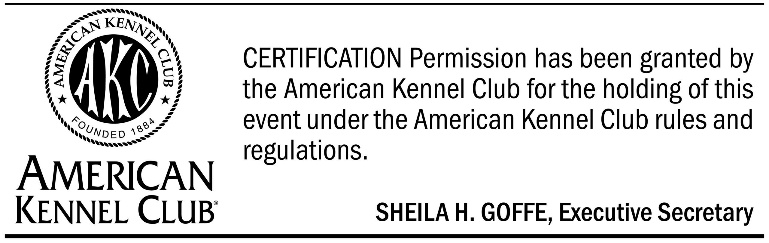 AMERICAN KENNEL CLUB
AKC
FOUNDED 1884
AMERICAN
KENNEL CLUB®
CERTIFICATION Permission has been granted by
the American Kennel Club for the holding of this
event under the American Kennel Club rules and
regulations.
SHEILA H. GOFFE, Executive Secretary